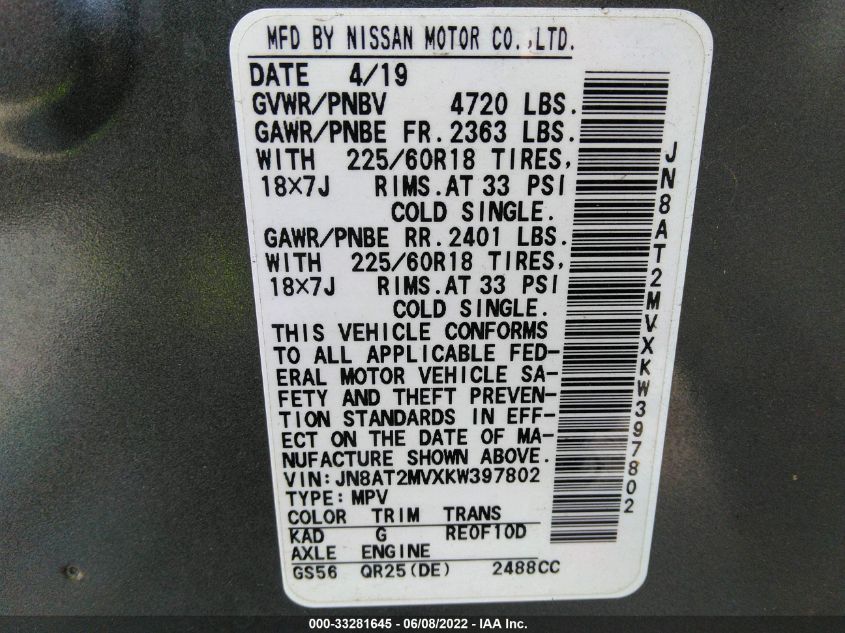 MFD BY NISSAN MOTOR CO.,LTD.
DATE 4/19
GVWR/PNBV 4720 LBS.
GAWR/PNBE FR.2363 LBS.
WITH 225/60R18 TIRES,
18×7J RIMS.AT 33 PSI
COLD SINGLE.
GAWR/PNBE RR.2401 LBS.
WITH 225/60R18 TIRES,
18×7J RIMS.AT 33 PSI
COLD SINGLE.
THIS VEHICLE CONFORMS
TO ALL APPLICABLE FED-
ERAL MOTOR VEHICLE SA-
FETY AND THEFT PREVEN-
TION STANDARDS IN EFF-
ECT ON THE DATE OF MA-
NUFACTURE SHOWN ABOVE.
VIN:JN8AT2MVXKW397802
TYPE:MPV
COLOR TRIM TRANS
KAD G RE0F10D
AXLE ENGINE
GS56 QR25(DE) 2488CC
JN8AT2MVXKW397802
000-33281645 - 06/08/2022 - IAA Inc.